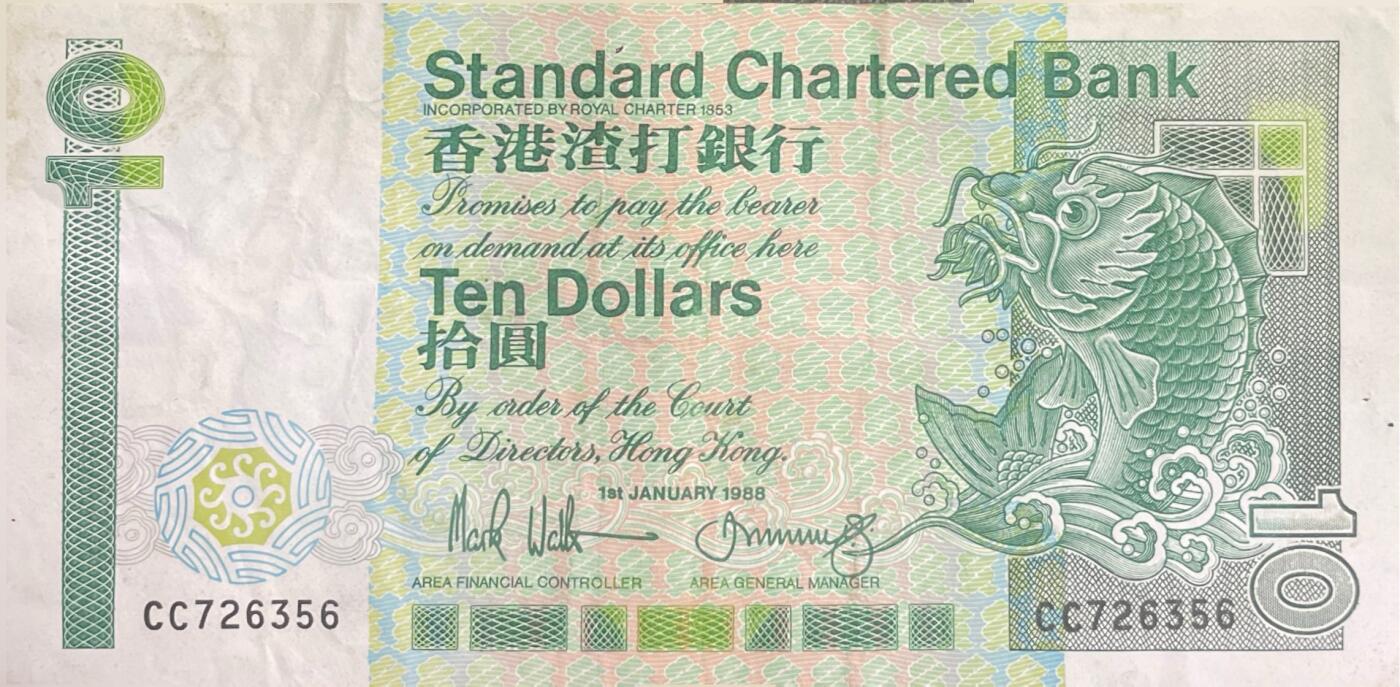 10
Standard Chartered Bank
INCORPORATED BY ROYAL CHARTER 1853
香港渣打銀行
Promises to pay the bearer
on demand at its office here
Ten Dollars
拾圓
By order of the Court
of Directors, Hong Kong.
1st JANUARY 1988
AREA FINANCIAL CONTROLLER AREA GENERAL MANAGER
CC726356 CC726356
10